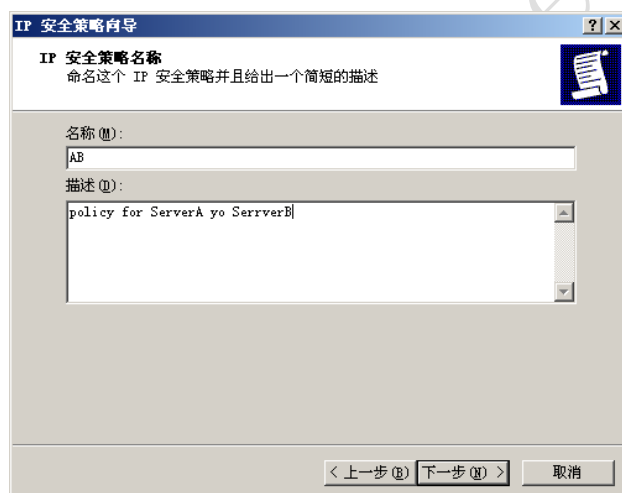 IP 安全策略向导
IP 安全策略名称
命名这个 IP 安全策略并且给出一个简短的描述
名称(M):
AB
描述(D):
policy for ServerA yo SerrverB
< 上一步(B) 下一步(N) > 取消